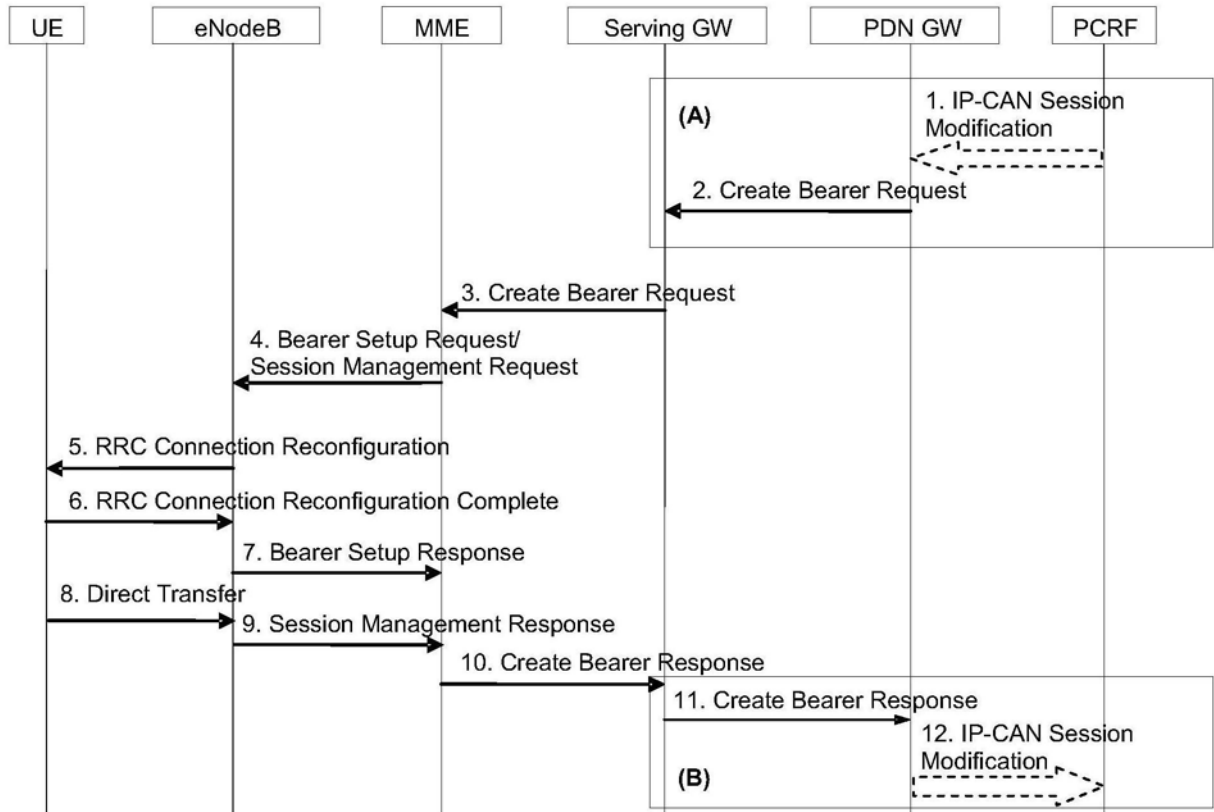 UE
eNodeB
MME
Serving GW
PDN GW
PCRF
(A)
1. IP-CAN Session
Modification
2. Create Bearer Request
3. Create Bearer Request
4. Bearer Setup Request/
Session Management Request
5. RRC Connection Reconfiguration
6. RRC Connection Reconfiguration Complete
7. Bearer Setup Response
8. Direct Transfer
9. Session Management Response
10. Create Bearer Response
11. Create Bearer Response
12. IP-CAN Session
Modification
(B)